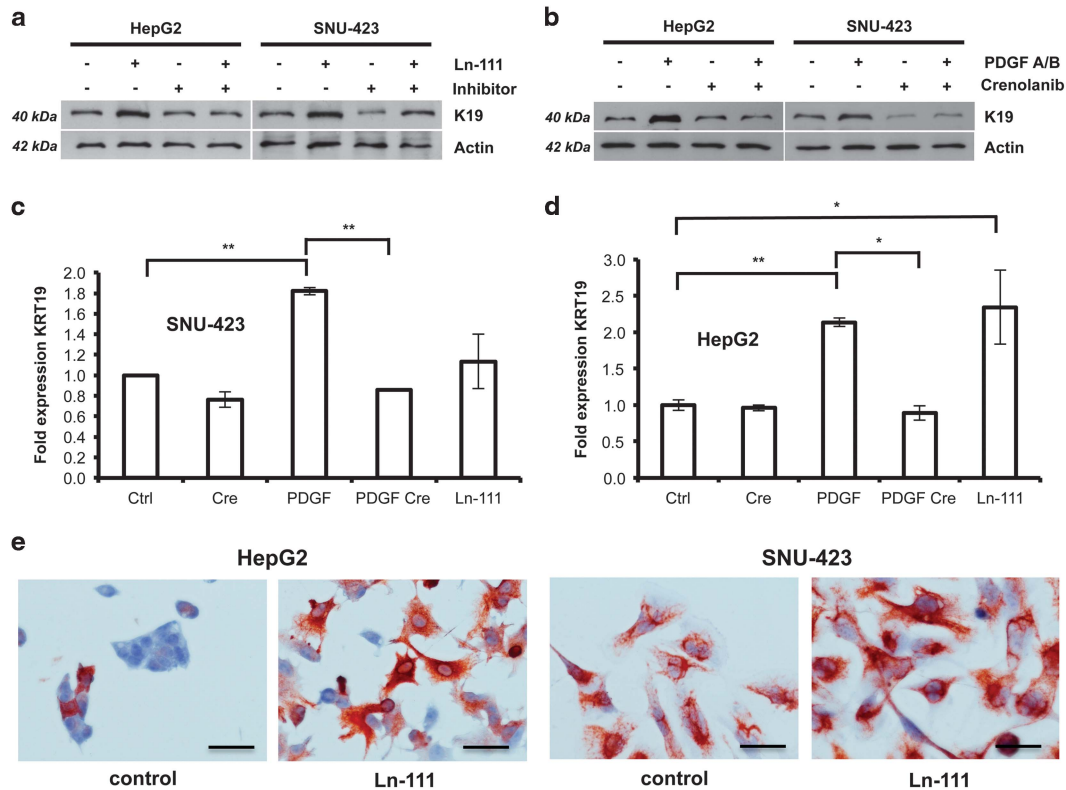 a
HepG2 SNU-423
- + - + - + - + Ln-111
- - + + - - + + Inhibitor
40 kDa K19
42 kDa Actin
b
HepG2 SNU-423
- + - + - + - + PDGF A/B
- - + + - - + + Crenolanib
40 kDa K19
42 kDa Actin
c
Fold expression KRT19
2.0
1.8
1.6
1.4
1.2
1.0
0.8
0.6
0.4
0.2
0.0
**
**
SNU-423
Ctrl Cre PDGF PDGF Cre Ln-111
d
Fold expression KRT19
3.0
2.5
2.0
1.5
1.0
0.5
0.0
*
**
*
HepG2
Ctrl Cre PDGF PDGF Cre Ln-111
e
HepG2 SNU-423
control Ln-111 control Ln-111